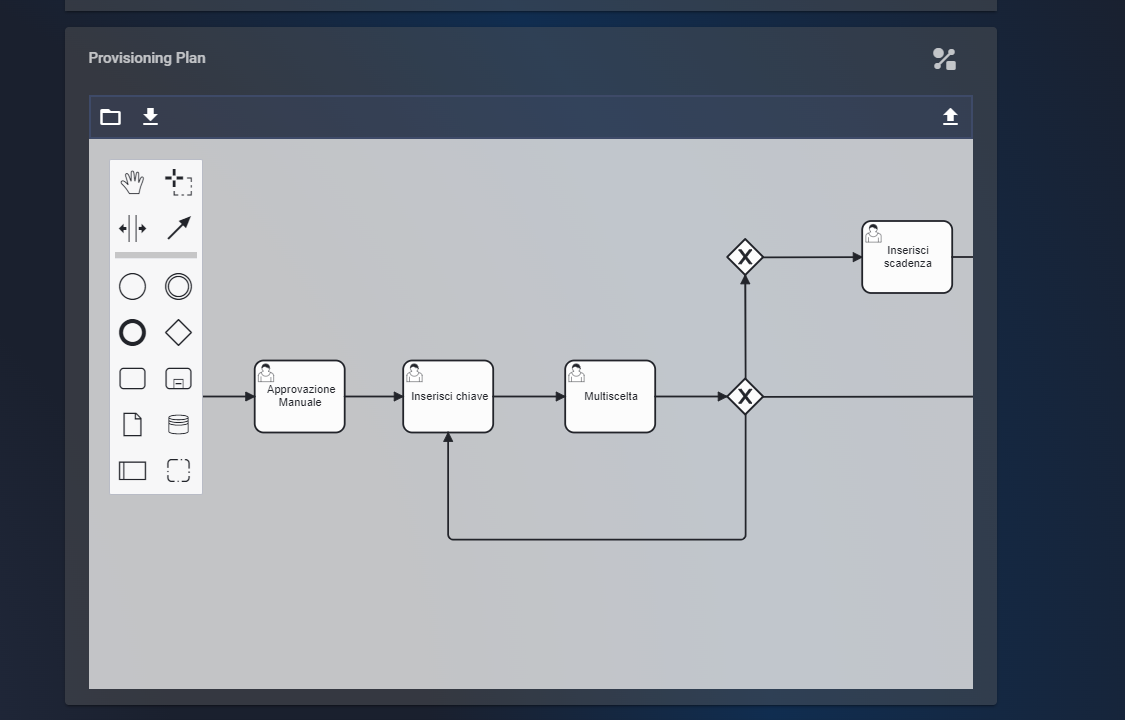 Provisioning Plan
Inserisci
scadenza
Approvazione
Manuale
Inserisci chiave
Multiscelta
X
X